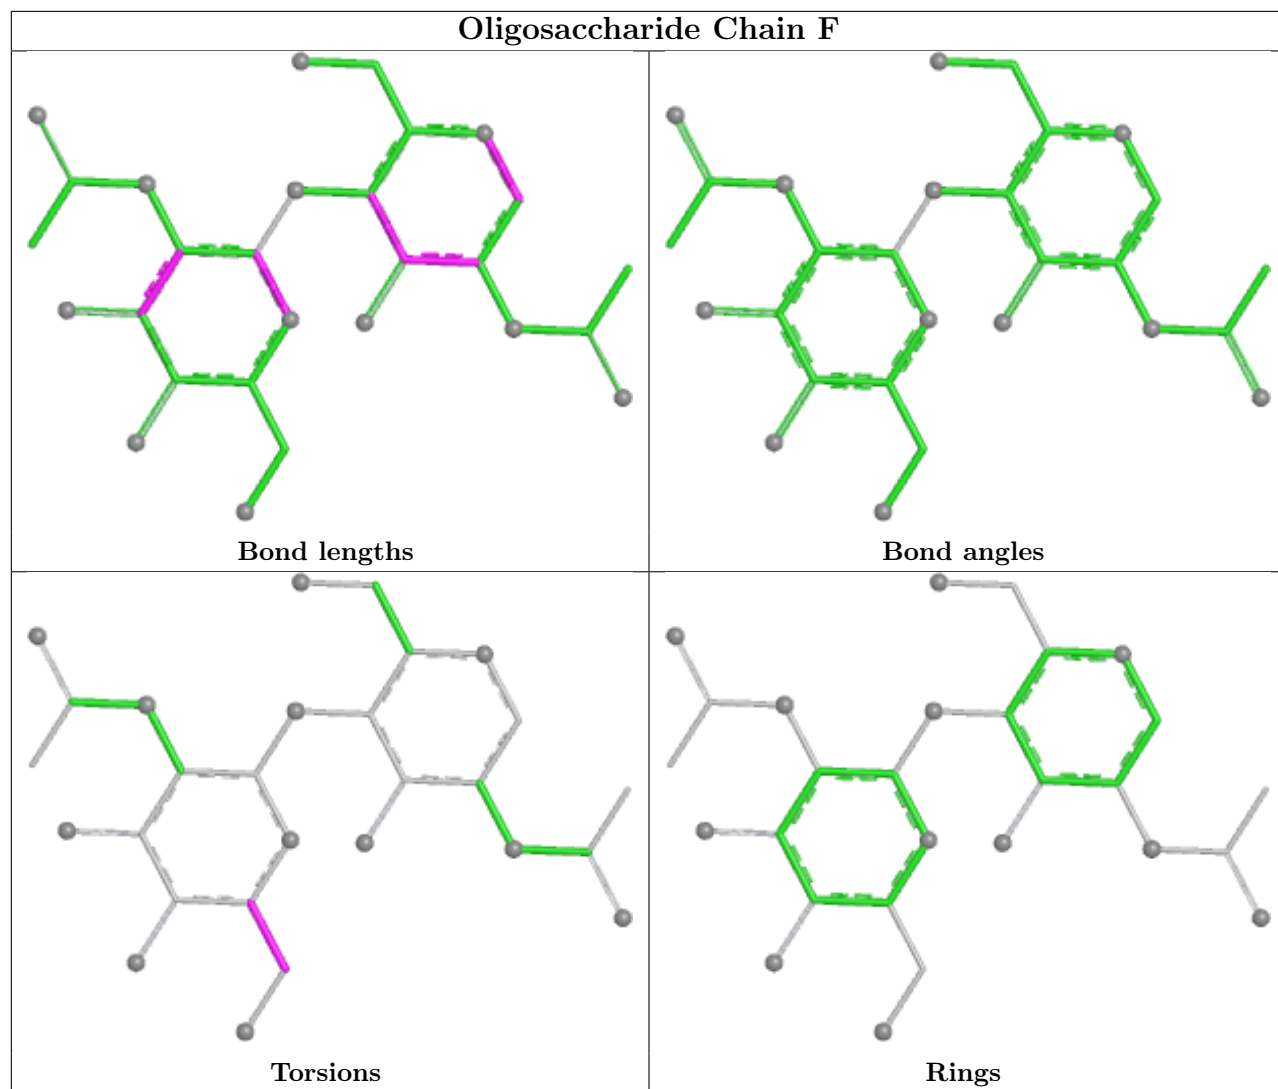 Oligosaccharide Chain F
Bond lengths
Bond angles
Torsions
Rings